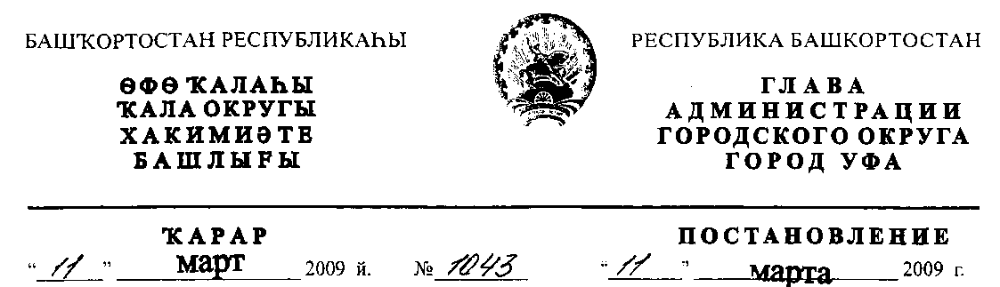 БАШҠОРТОСТАН РЕСПУБЛИКАҺЫ
ӨФӨ ҠАЛАҺЫ
ҠАЛА ОКРУГЫ
ХАКИМИӘТЕ
БАШЛЫҒЫ
РЕСПУБЛИКА БАШКОРТОСТАН
ГЛАВА
АДМИНИСТРАЦИИ
ГОРОДСКОГО ОКРУГА
ГОРОД УФА
ҠАРАР
ПОСТАНОВЛЕНИЕ
“ 11 ” март 2009 й. № 1043 “ 11 ” марта 2009 г.